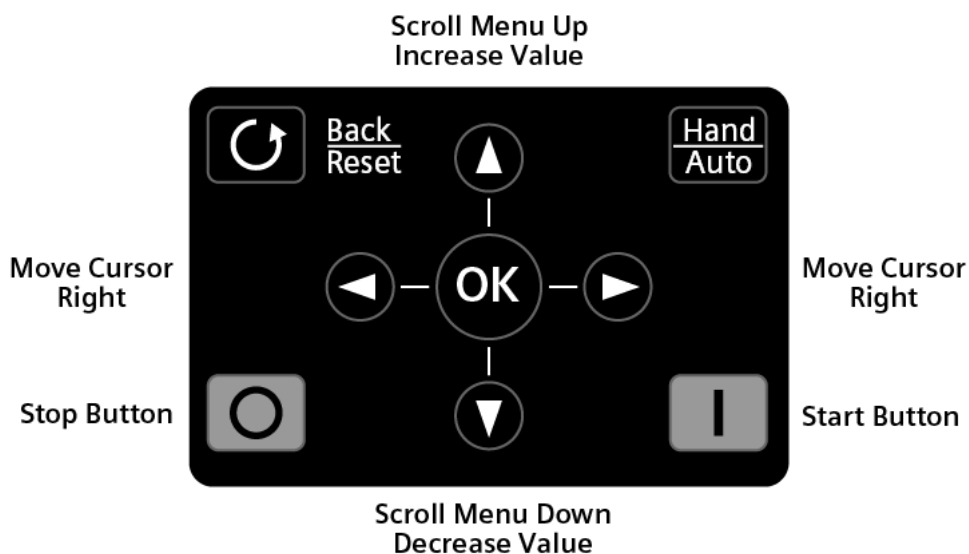 Scroll Menu Up
Increase Value
Back
Reset
Hand
Auto
Move Cursor
Right
OK
Move Cursor
Right
Stop Button
Start Button
Scroll Menu Down
Decrease Value